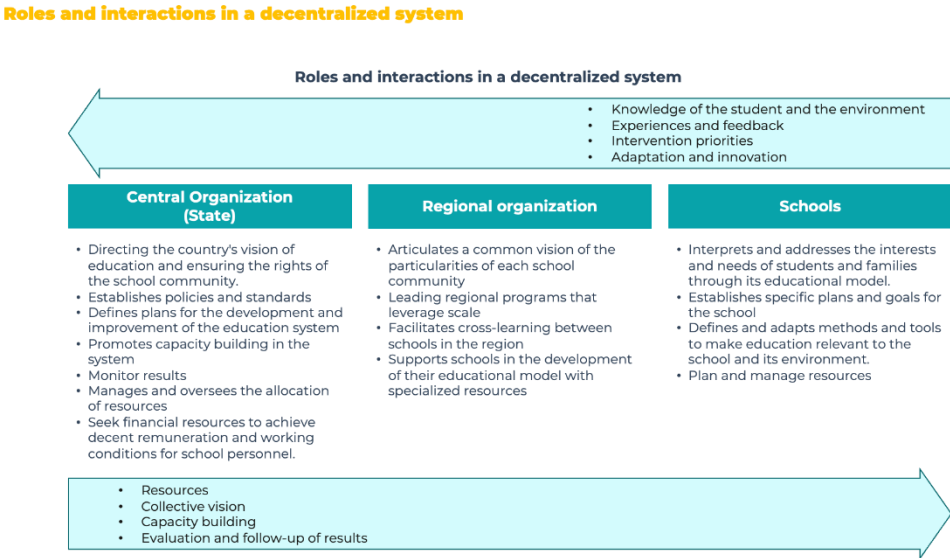 Roles and interactions in a decentralized system
Roles and interactions in a decentralized system
• Knowledge of the student and the environment
• Experiences and feedback
• Intervention priorities
• Adaptation and innovation
Central Organization
(State)
• Directing the country's vision of
education and ensuring the rights of
the school community.
• Establishes policies and standards
• Defines plans for the development and
improvement of the education system
• Promotes capacity building in the
system
• Monitor results
• Manages and oversees the allocation
of resources
• Seek financial resources to achieve
decent remuneration and working
conditions for school personnel.
Regional organization
• Articulates a common vision of the
particularities of each school
community
• Leading regional programs that
leverage scale
• Facilitates cross-learning between
schools in the region
• Supports schools in the development
of their educational model with
specialized resources
Schools
• Interprets and addresses the interests
and needs of students and families
through its educational model.
• Establishes specific plans and goals for
the school
• Defines and adapts methods and tools
to make education relevant to the
school and its environment.
• Plan and manage resources
• Resources
• Collective vision
• Capacity building
• Evaluation and follow-up of results